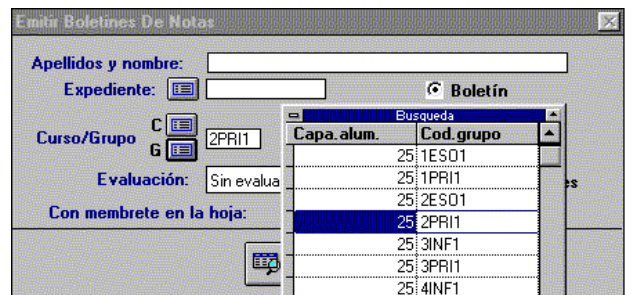 Emitir Boletines De Notas
Apellidos y nombre:
Expediente:
Boletín
Curso/Grupo
C
G
2PRI1
Evaluación:
Sin evalua
es
Con membrete en la hoja:
Busqueda
Capa.alum. Cod.grupo
25 1ESO1
25 1PRI1
25 2ESO1
25 2PRI1
25 3INF1
25 3PRI1
25 4INF1